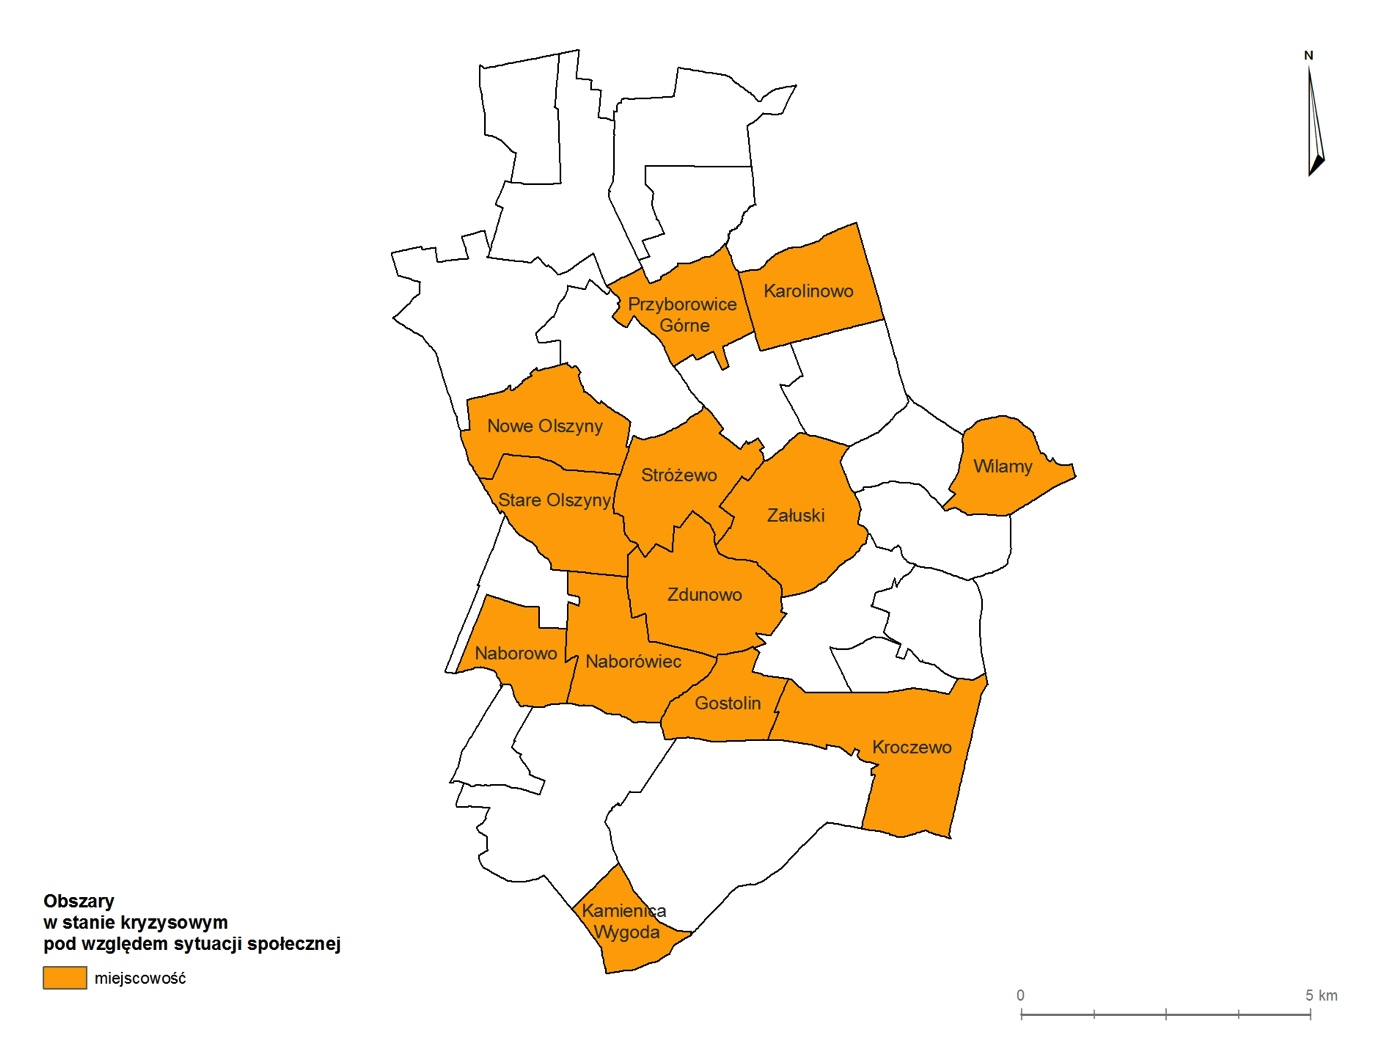 N
Karolinowo
Przyborowice
Górne
Nowe Olszyny
Wilamy
Stróżewo
Stare Olszyny
Załuski
Zdunowo
Naborowo
Naborówiec
Gostolin
Kroczewo
Kamienica
Wygoda
Obszary
w stanie kryzysowym
pod względem sytuacji społecznej
miejscowość
0 5 km